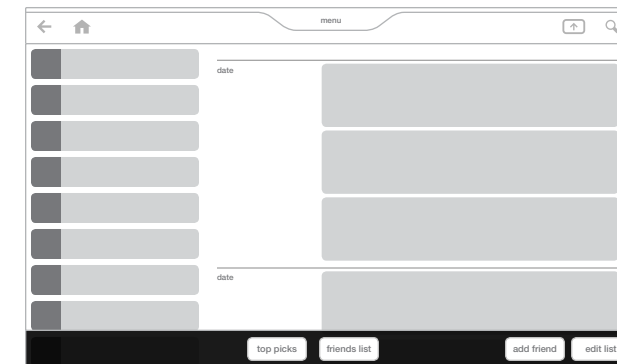 menu
date
date
top picks
friends list
add friend
edit list